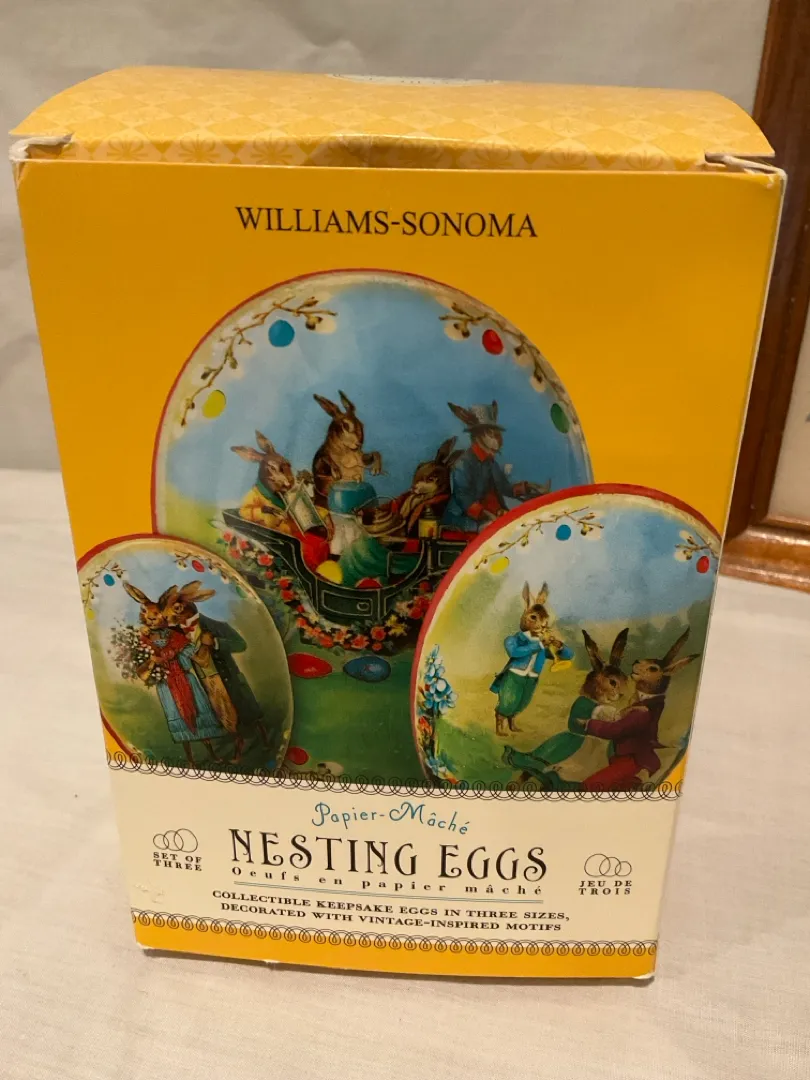 WILLIAMS-SONOMA
Papier-Mâché
NESTING EGGS
Oeufs en papier mâché
SET OF
THREE
JEU DE
TROIS
COLLECTIBLE KEEPSAKE EGGS IN THREE SIZES,
DECORATED WITH VINTAGE-INSPIRED MOTIFS